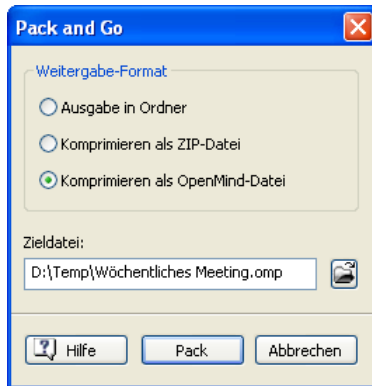 Pack and Go
Weitergabe-Format
Ausgabe in Ordner
Komprimieren als ZIP-Datei
Komprimieren als OpenMind-Datei
Zieldatei:
D:\Temp\Wöchentliches Meeting.omp
Hilfe
Pack
Abbrechen